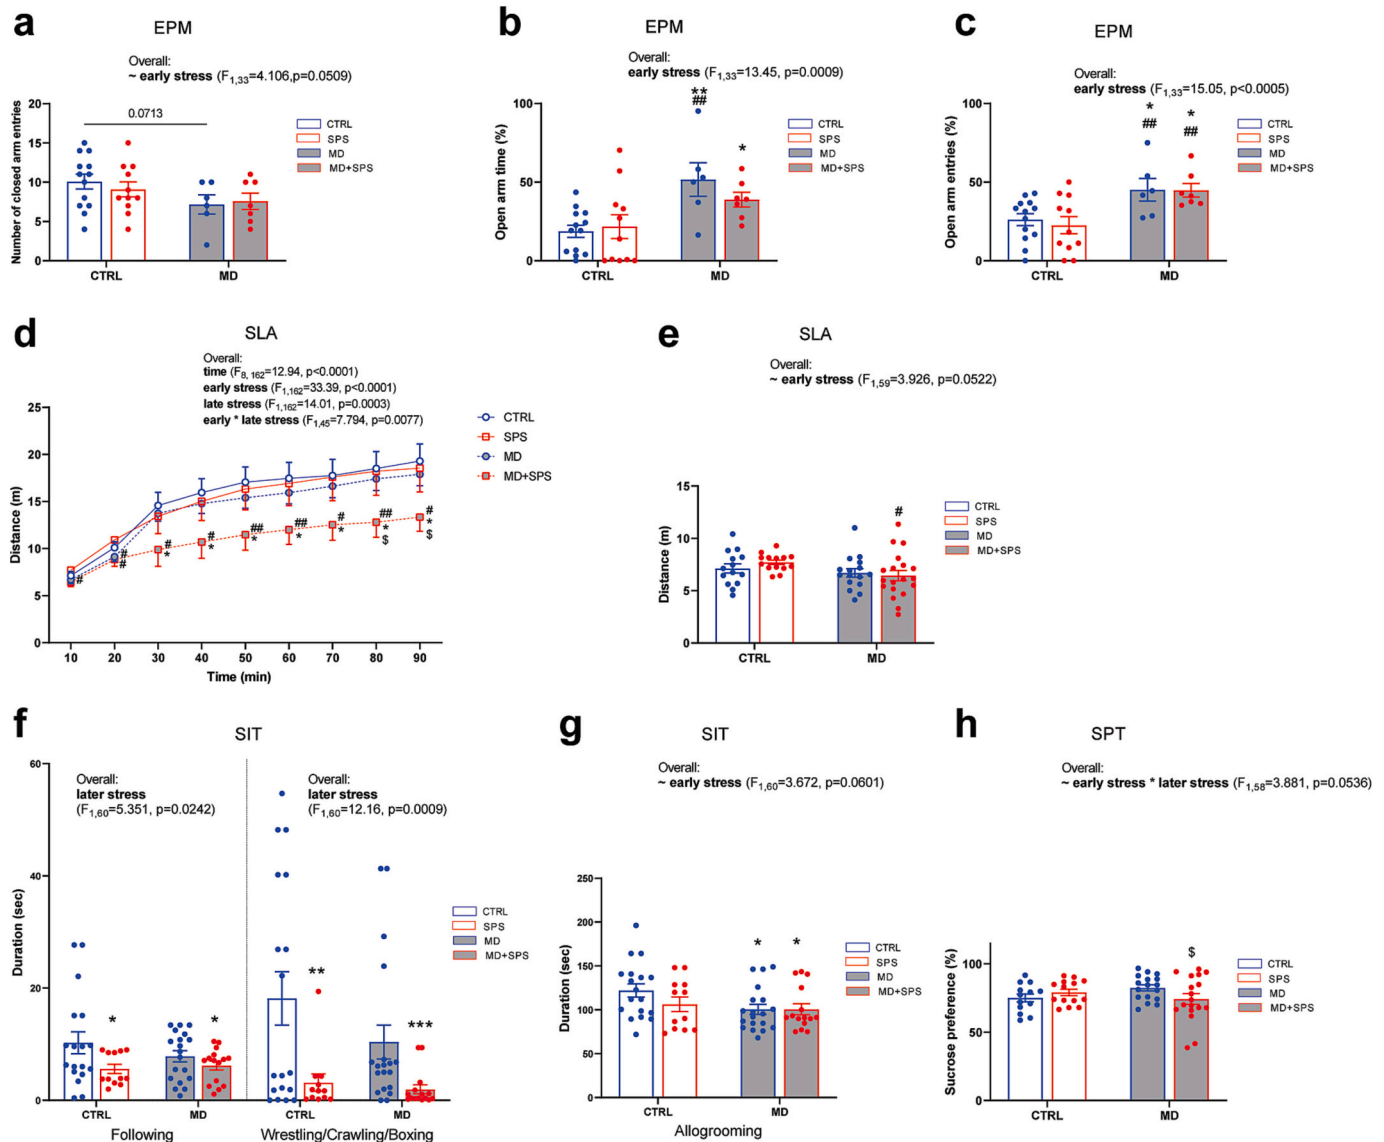 a
EPM
Overall:
~ early stress (F1,33=4.106,p=0.0509)
Number of closed arm entries
20
15
10
5
0
0.0713
CTRL
MD
CTRL
SPS
MD
MD+SPS
b
EPM
Overall:
early stress (F1,33=13.45, p=0.0009)
Open arm time (%)
100
50
0
**
##
*
CTRL
MD
CTRL
SPS
MD
MD+SPS
c
EPM
Overall:
early stress (F1,33=15.05, p<0.0005)
Open arm entries (%)
100
50
0
*
##
*
##
CTRL
MD
CTRL
SPS
MD
MD+SPS
d
SLA
Overall:
time (F8, 162=12.94, p<0.0001)
early stress (F1,162=33.39, p<0.0001)
late stress (F1,162=14.01, p=0.0003)
early * late stress (F1,45=7.794, p=0.0077)
Distance (m)
25
20
15
10
5
0
#
#
#
#
*
#
*
##
*
##
*
#
*
##
*
$
#
*
$
10 20 30 40 50 60 70 80 90
Time (min)
CTRL
SPS
MD
MD+SPS
e
SLA
Overall:
~ early stress (F1,59=3.926, p=0.0522)
Distance (m)
15
10
5
0
#
CTRL
MD
CTRL
SPS
MD
MD+SPS
f
SIT
Overall:
later stress
(F1,60=5.351, p=0.0242)
Overall:
later stress
(F1,60=12.16, p=0.0009)
Duration (sec)
60
40
20
0
*
*
**
***
CTRL
MD
CTRL
MD
Following
Wrestling/Crawling/Boxing
CTRL
SPS
MD
MD+SPS
g
SIT
Overall:
~ early stress (F1,60=3.672, p=0.0601)
Duration (sec)
250
200
150
100
50
0
*
*
CTRL
MD
Allogrooming
CTRL
SPS
MD
MD+SPS
h
SPT
Overall:
~ early stress * later stress (F1,58=3.881, p=0.0536)
Sucrose preference (%)
100
50
0
$
CTRL
MD
CTRL
SPS
MD
MD+SPS